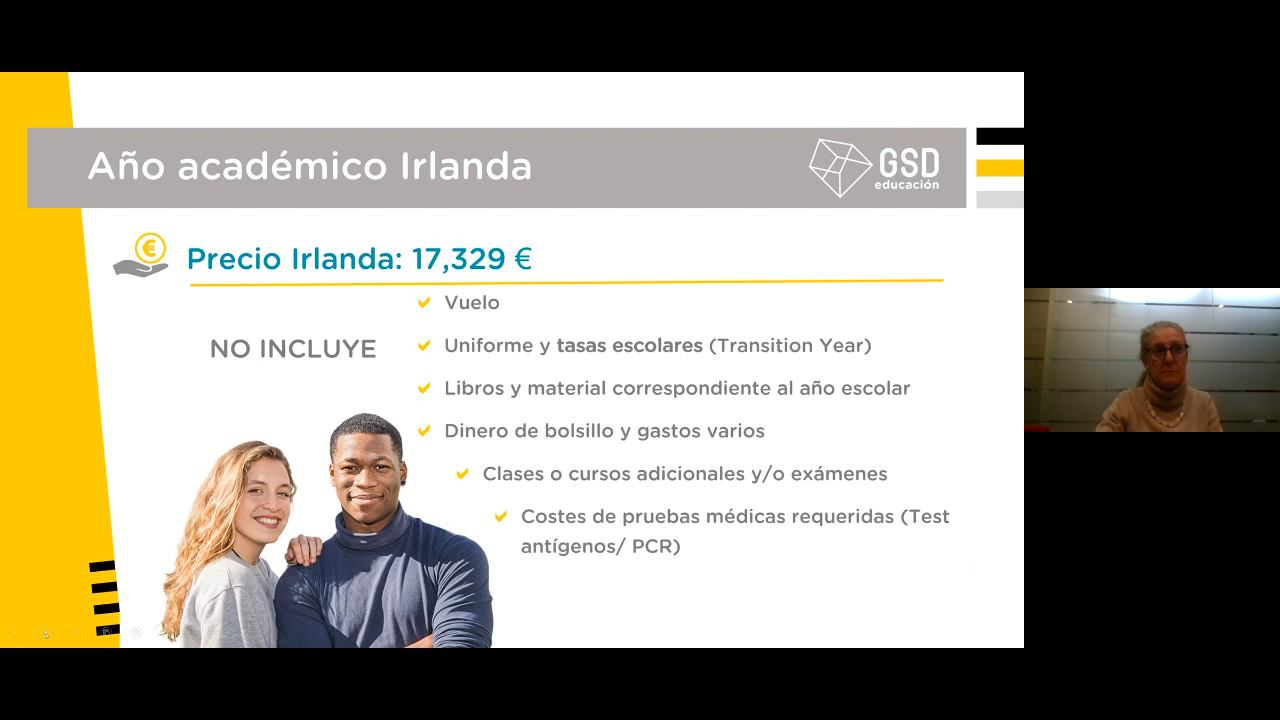 Año académico Irlanda
GSD
educación
Precio Irlanda: 17,329 €
NO INCLUYE
Vuelo
Uniforme y tasas escolares (Transition Year)
Libros y material correspondiente al año escolar
Dinero de bolsillo y gastos varios
Clases o cursos adicionales y/o exámenes
Costes de pruebas médicas requeridas (Test
antígenos/ PCR)